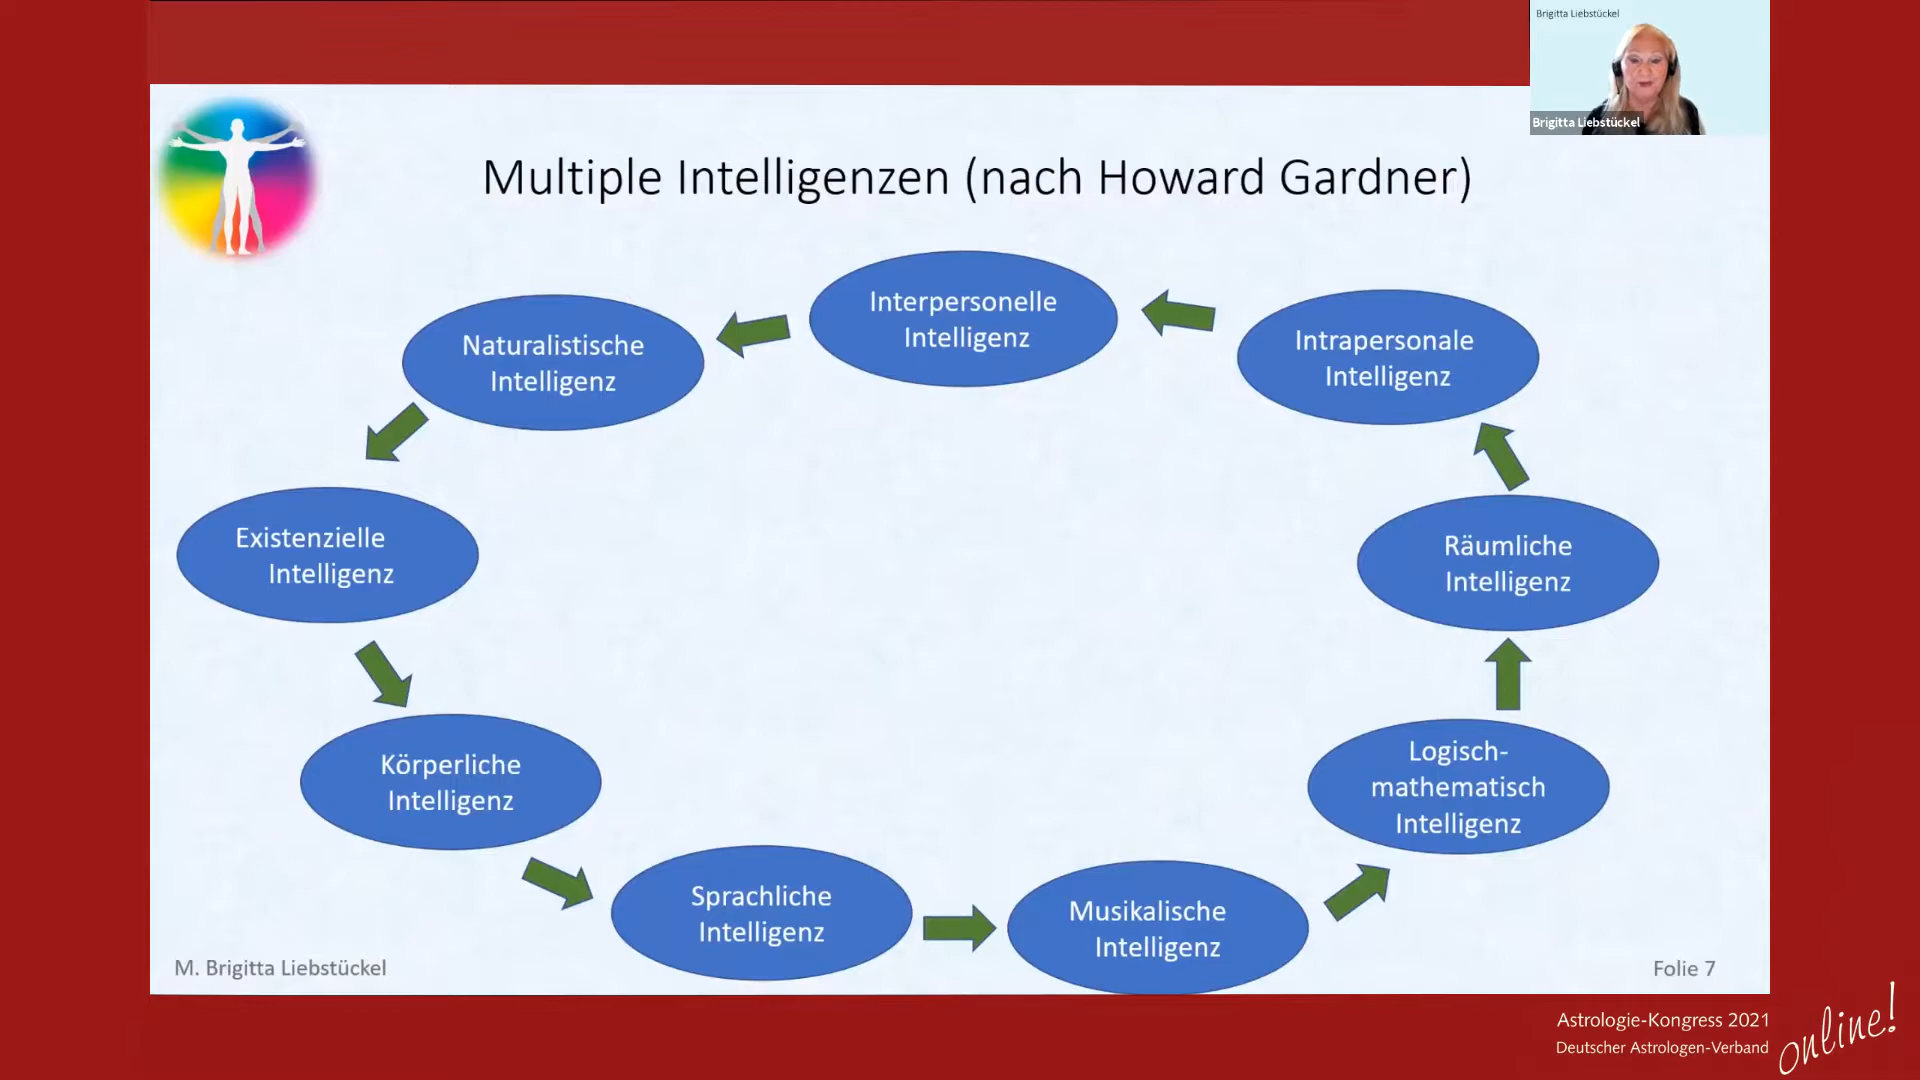 Brigitta Liebstückel
Brigitta Liebstückel
Multiple Intelligenzen (nach Howard Gardner)
Interpersonelle
Intelligenz
Intrapersonale
Intelligenz
Naturalistische
Intelligenz
Existenzielle
Intelligenz
Räumliche
Intelligenz
Körperliche
Intelligenz
Logisch-
mathematisch
Intelligenz
Sprachliche
Intelligenz
Musikalische
Intelligenz
M. Brigitta Liebstückel
Folie 7
Astrologie-Kongress 2021
Deutscher Astrologen-Verband
online!